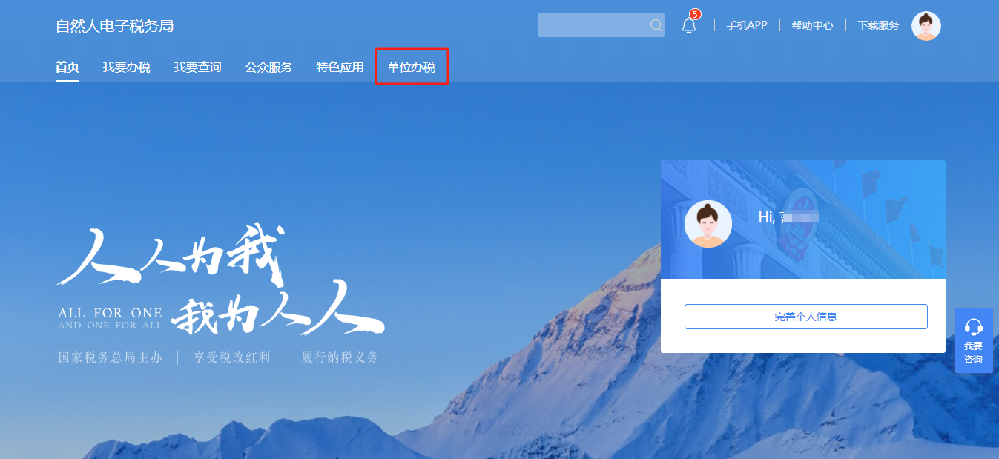 自然人电子税务局
5
手机APP
帮助中心
下载服务
首页
我要办税
我要查询
公众服务
特色应用
单位办税
人人为我
我为人人
ALL FOR ONE
AND ONE FOR ALL
国家税务总局主办
享受税改红利
履行纳税义务
Hi,
完善个人信息
我要
咨询